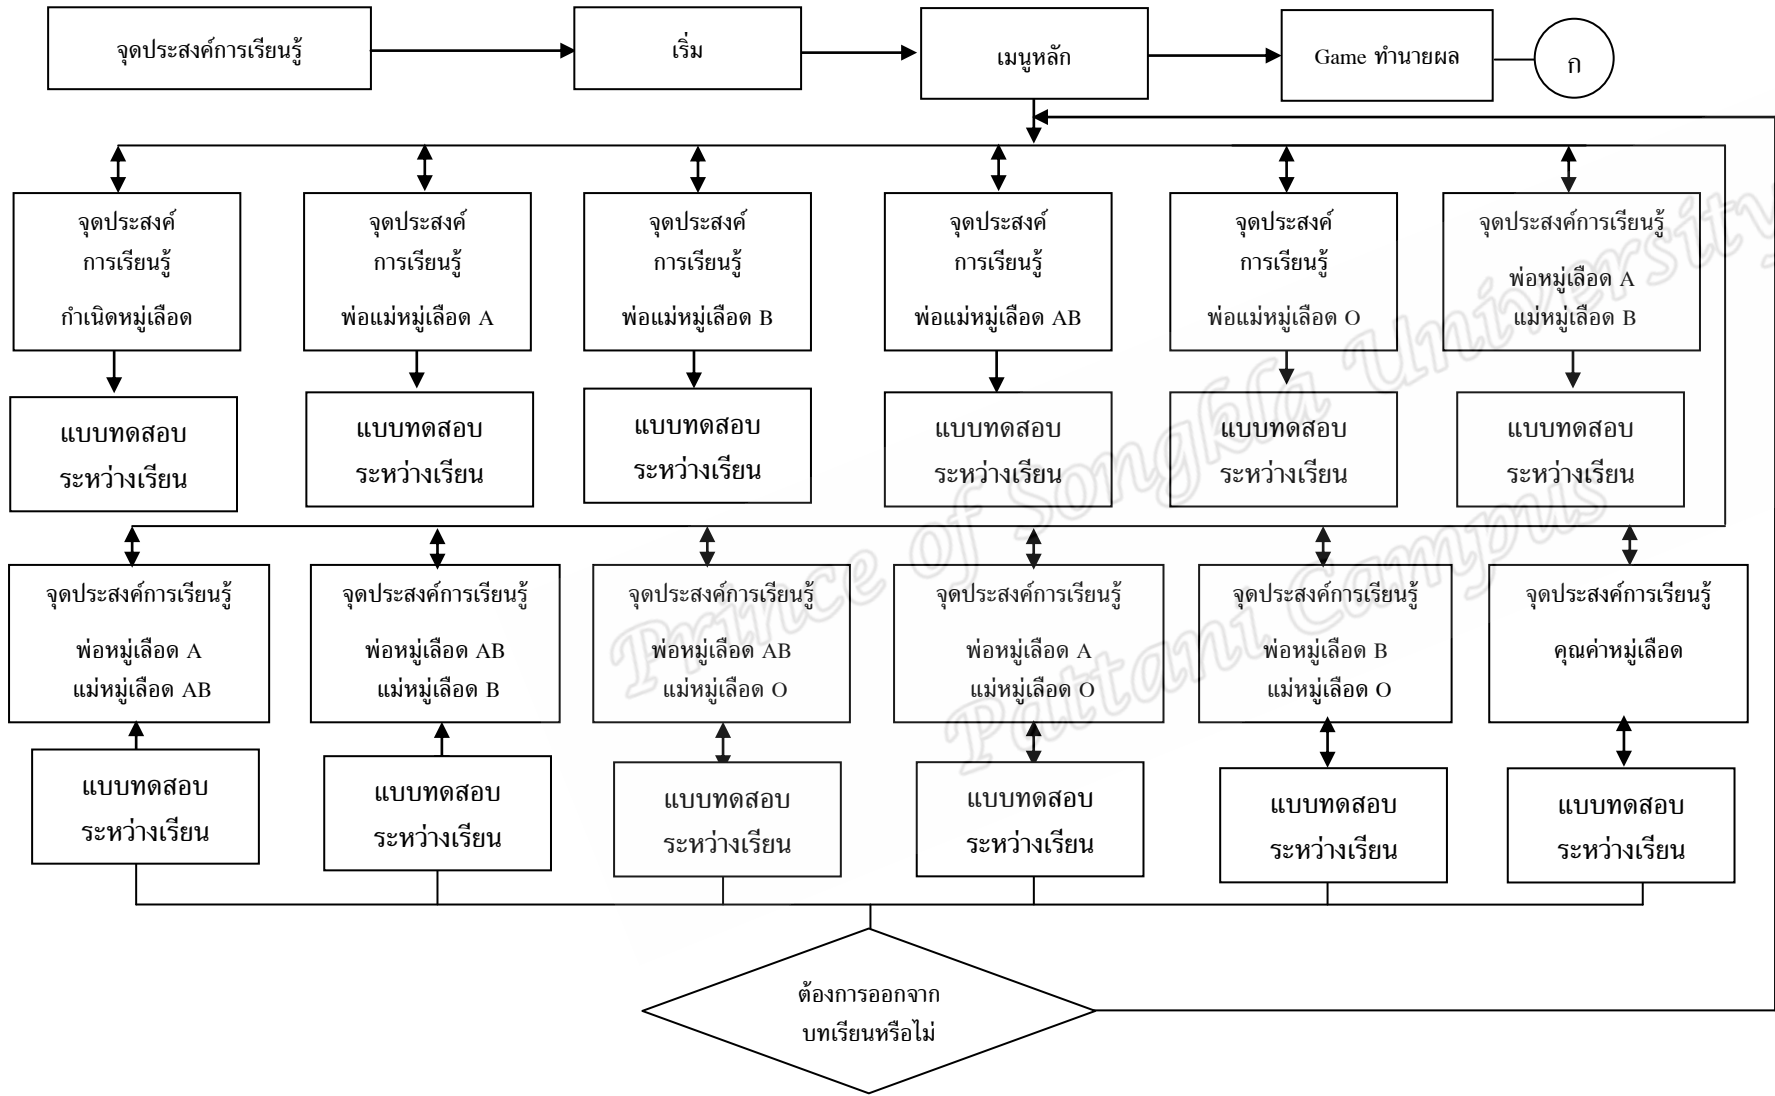 จุดประสงค์การเรียนรู้
เริ่ม
เมนูหลัก
Game ทำนายผล
ก
จุดประสงค์
การเรียนรู้
กำเนิดหมู่เลือด
จุดประสงค์
การเรียนรู้
พ่อแม่หมู่เลือด A
จุดประสงค์
การเรียนรู้
พ่อแม่หมู่เลือด B
จุดประสงค์
การเรียนรู้
พ่อแม่หมู่เลือด AB
จุดประสงค์
การเรียนรู้
พ่อแม่หมู่เลือด O
จุดประสงค์การเรียนรู้
พ่อหมู่เลือด A
แม่หมู่เลือด B
แบบทดสอบ
ระหว่างเรียน
แบบทดสอบ
ระหว่างเรียน
แบบทดสอบ
ระหว่างเรียน
แบบทดสอบ
ระหว่างเรียน
แบบทดสอบ
ระหว่างเรียน
แบบทดสอบ
ระหว่างเรียน
จุดประสงค์การเรียนรู้
พ่อหมู่เลือด A
แม่หมู่เลือด AB
จุดประสงค์การเรียนรู้
พ่อหมู่เลือด AB
แม่หมู่เลือด B
จุดประสงค์การเรียนรู้
พ่อหมู่เลือด AB
แม่หมู่เลือด O
จุดประสงค์การเรียนรู้
พ่อหมู่เลือด A
แม่หมู่เลือด O
จุดประสงค์การเรียนรู้
พ่อหมู่เลือด B
แม่หมู่เลือด O
จุดประสงค์การเรียนรู้
คุณค่าหมู่เลือด
แบบทดสอบ
ระหว่างเรียน
แบบทดสอบ
ระหว่างเรียน
แบบทดสอบ
ระหว่างเรียน
แบบทดสอบ
ระหว่างเรียน
แบบทดสอบ
ระหว่างเรียน
แบบทดสอบ
ระหว่างเรียน
ต้องการออกจาก
บทเรียนหรือไม่
Prince of Songkla University
Pattani Campus